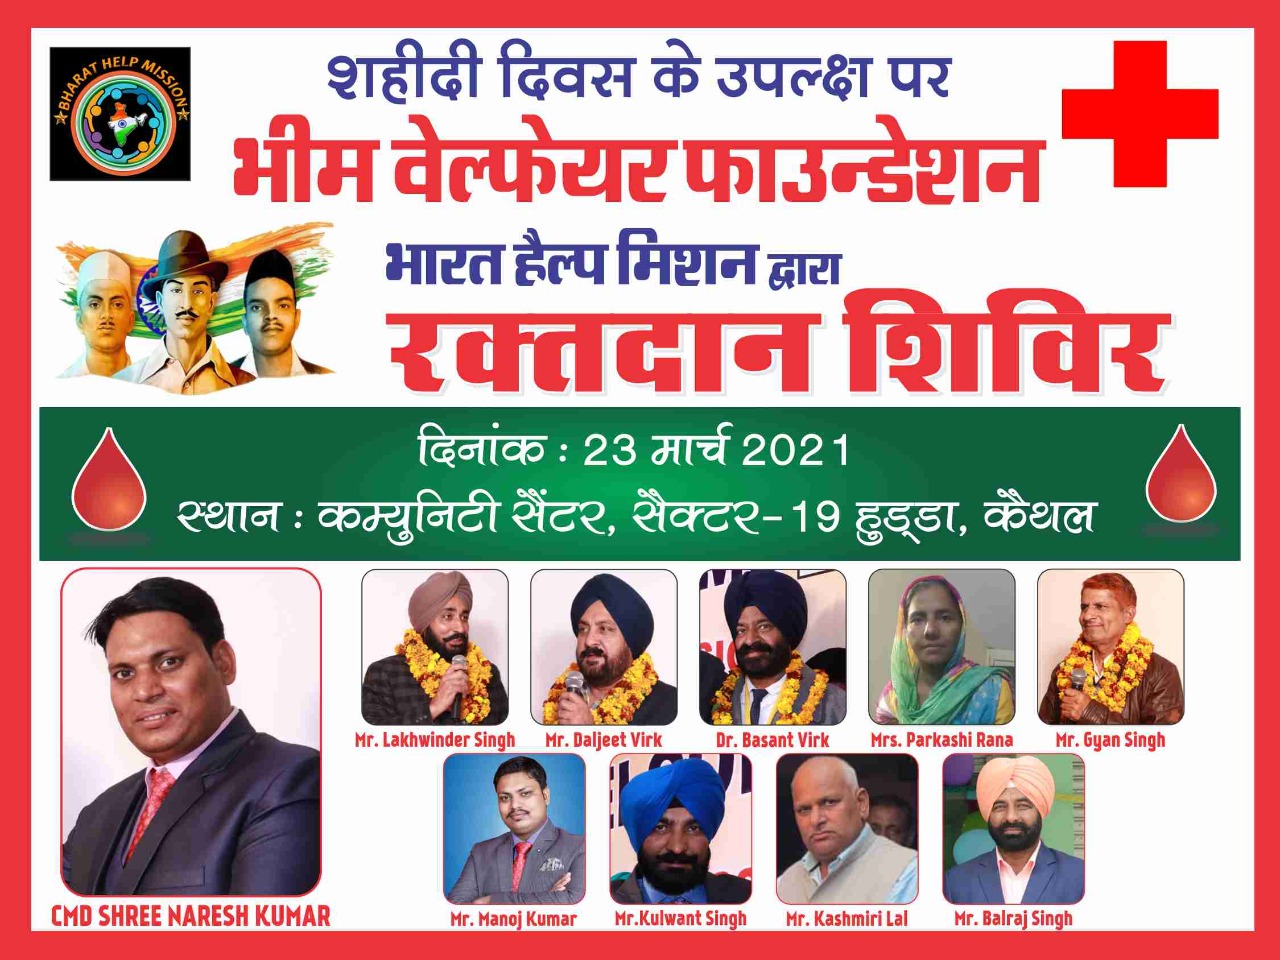 BHARAT HELP MISSION
शहीदी दिवस के उपल्क्ष पर
भीम वेल्फेयर फाउन्डेशन
भारत हैल्प मिशन द्वारा
रक्तदान शिविर
दिनांक : 23 मार्च 2021
स्थान : कम्युनिटी सैंटर, सैक्टर-19 हुड्डा, कैथल
Mr. Lakhwinder Singh Mr. Daljeet Virk Dr. Basant Virk Mrs. Parkashi Rana Mr. Gyan Singh
CMD SHREE NARESH KUMAR Mr. Manoj Kumar Mr.Kulwant Singh Mr. Kashmiri Lal Mr. Balraj Singh